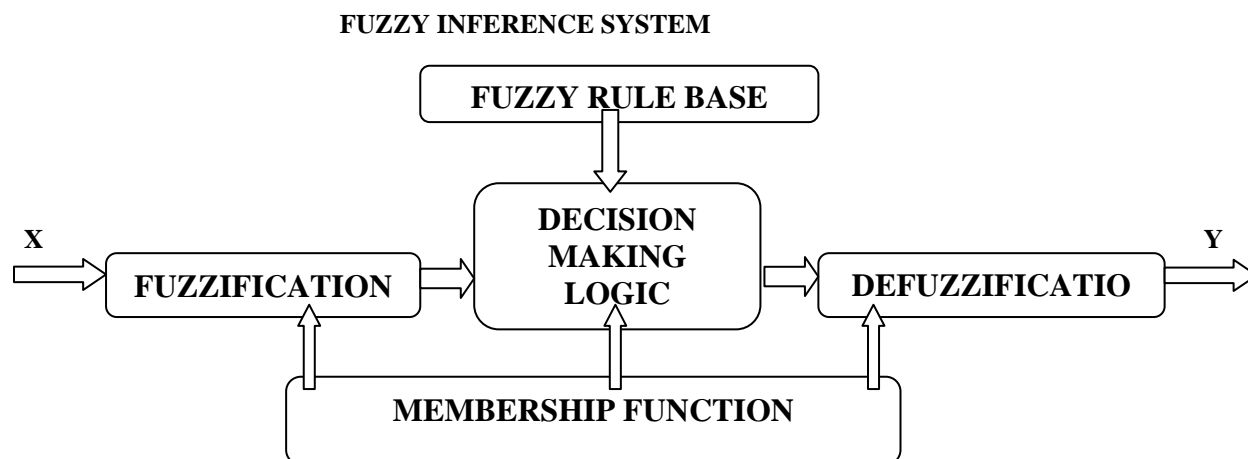 FUZZY INFERENCE SYSTEM
FUZZY RULE BASE
DECISION
MAKING
LOGIC
X
Y
FUZZIFICATION
DEFUZZIFICATIO
MEMBERSHIP FUNCTION